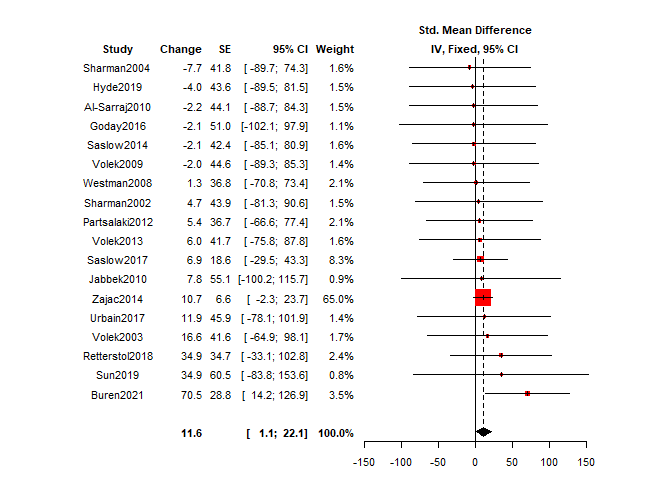 Std. Mean Difference
Study Change SE 95% CI Weight IV, Fixed, 95% CI
Sharman2004 -7.7 41.8 [ -89.7; 74.3] 1.6%
Hyde2019 -4.0 43.6 [ -89.5; 81.5] 1.5%
Al-Sarraj2010 -2.2 44.1 [ -88.7; 84.3] 1.5%
Goday2016 -2.1 51.0 [-102.1; 97.9] 1.1%
Saslow2014 -2.1 42.4 [ -85.1; 80.9] 1.6%
Volek2009 -2.0 44.6 [ -89.3; 85.3] 1.4%
Westman2008 1.3 36.8 [ -70.8; 73.4] 2.1%
Sharman2002 4.7 43.9 [ -81.3; 90.6] 1.5%
Partsalaki2012 5.4 36.7 [ -66.6; 77.4] 2.1%
Volek2013 6.0 41.7 [ -75.8; 87.8] 1.6%
Saslow2017 6.9 18.6 [ -29.5; 43.3] 8.3%
Jabbek2010 7.8 55.1 [-100.2; 115.7] 0.9%
Zajac2014 10.7 6.6 [ -2.3; 23.7] 65.0%
Urbain2017 11.9 45.9 [ -78.1; 101.9] 1.4%
Volek2003 16.6 41.6 [ -64.9; 98.1] 1.7%
Retterstol2018 34.9 34.7 [ -33.1; 102.8] 2.4%
Sun2019 34.9 60.5 [ -83.8; 153.6] 0.8%
Buren2021 70.5 28.8 [ 14.2; 126.9] 3.5%
11.6 [ 1.1; 22.1] 100.0%
-150 -100 -50 0 50 100 150